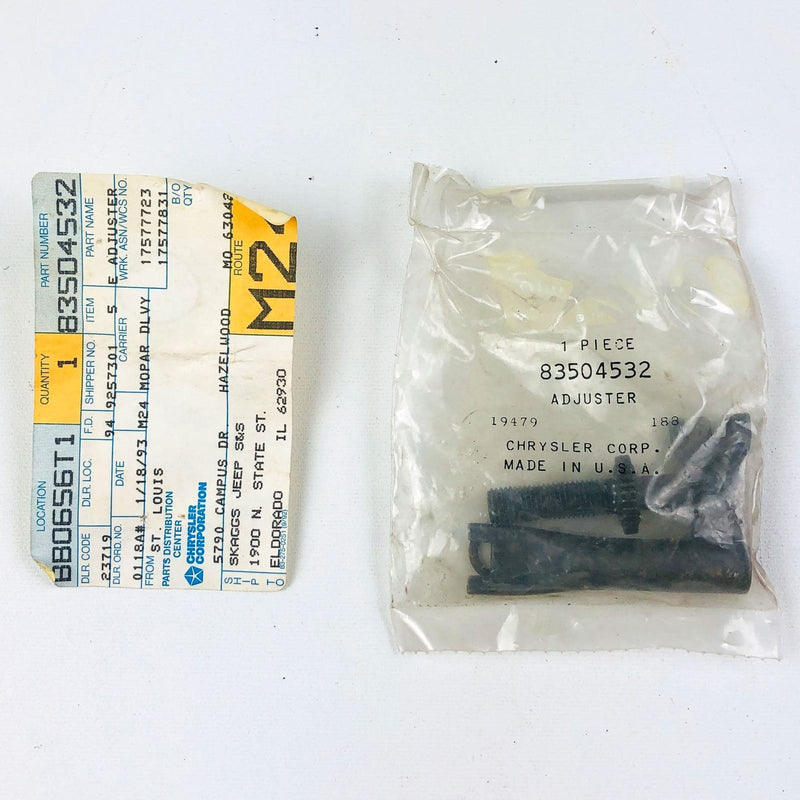 LOCATION
QUANTITY
PART NUMBER
BB0656T1
1
83504532
DLR CODE
DLR. LOC.
F.D.
SHIPPER NO.
ITEM
PART NAME
23719
94 9257301
5
E ADJUSTER
DLR ORD NO.
DATE
CARRIER
WRK. ASN/WCS NO.
0118A#
1/18/93
M24
MOPAR DLVY
17577723
17577831
B/O
QTY
FROM
ST. LOUIS
PARTS DISTRIBUTION
CENTER
CHRYSLER
CORPORATION
5790 CAMPUS DR.
HAZELWOOD
MO 63042
ROUTE
M24
SHIP
TO
SKAGGS JEEP S&S
1900 N. STATE ST.
ELDORADO
IL 62930
1 PIECE
83504532
ADJUSTER
19479
188
CHRYSLER CORP.
MADE IN U.S.A.